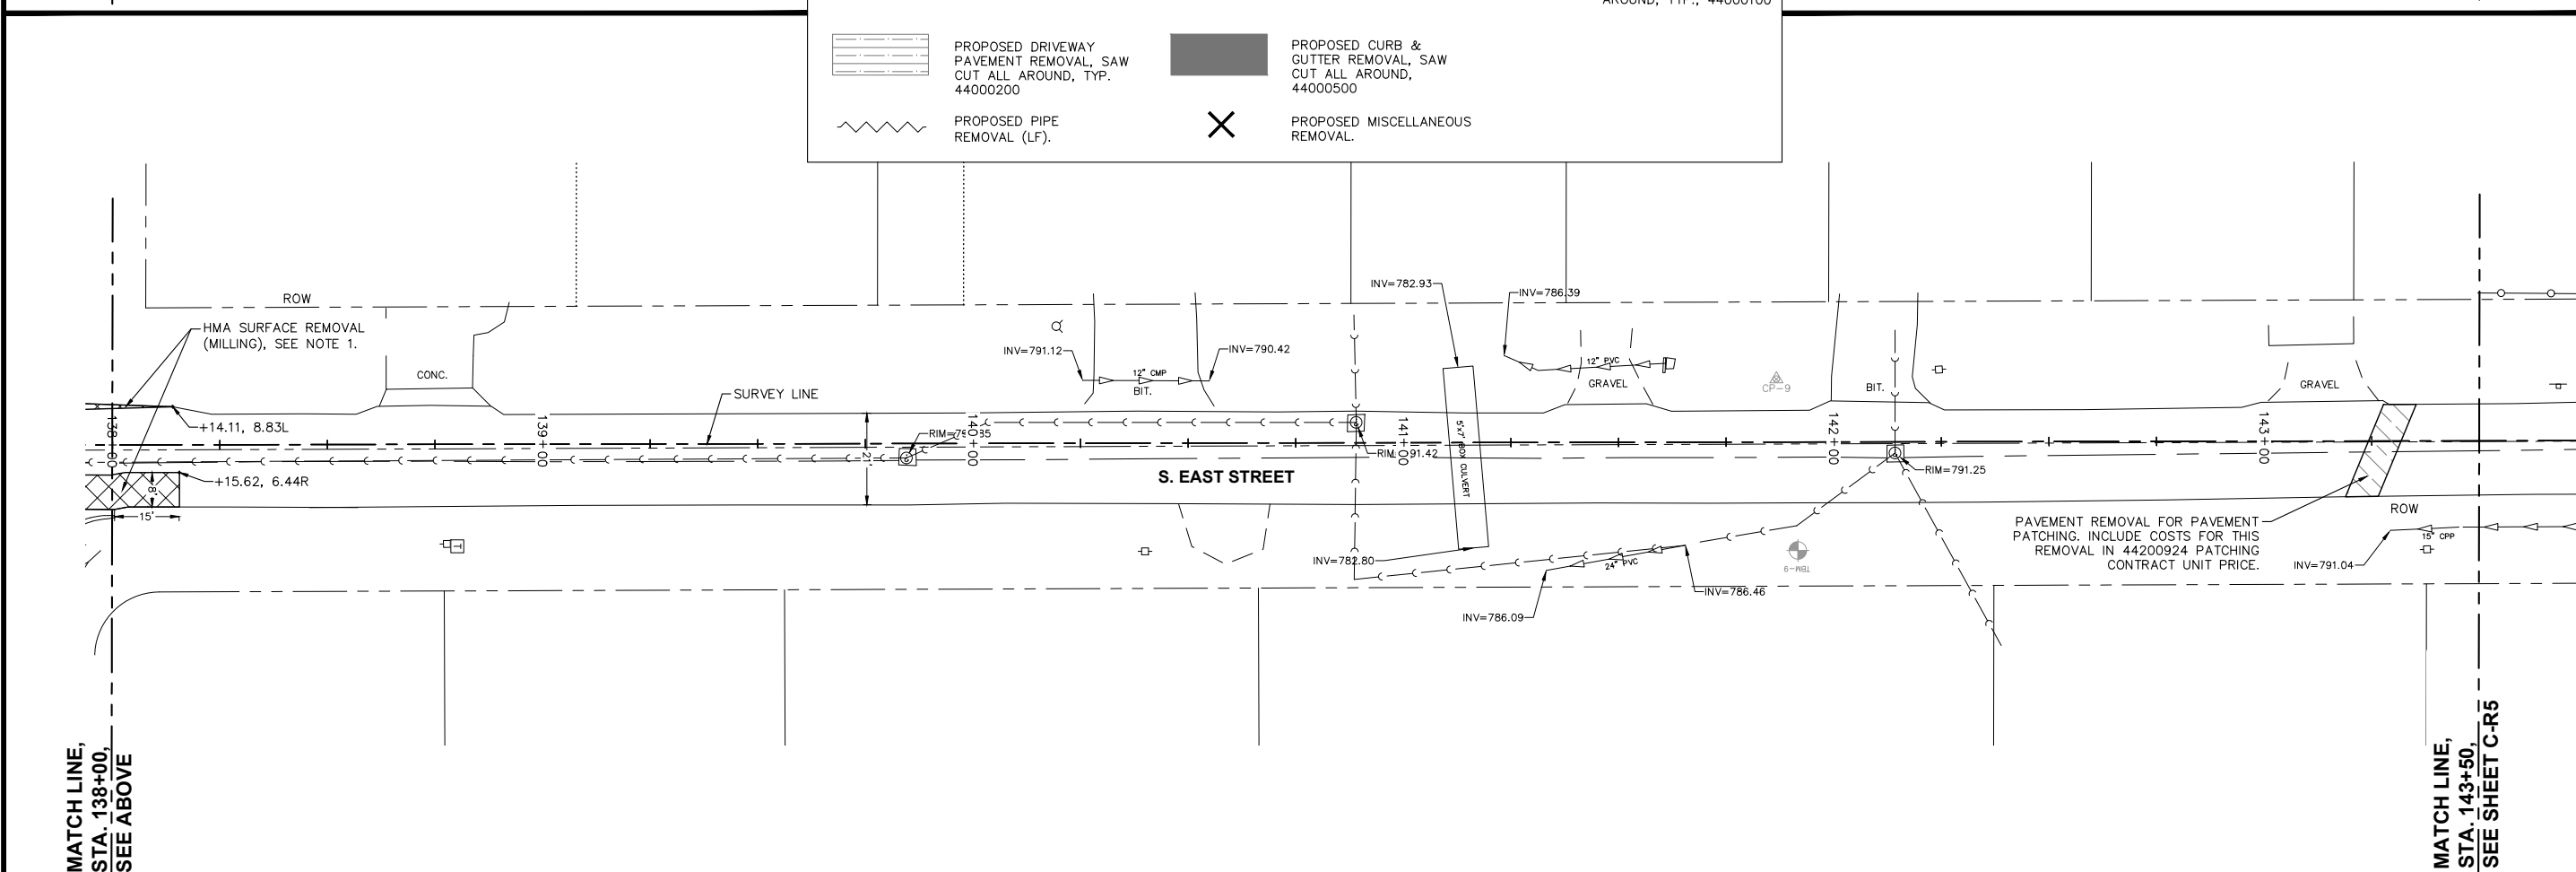 AROUND, TYP., 44000100
PROPOSED DRIVEWAY
PAVEMENT REMOVAL, SAW
CUT ALL AROUND, TYP.
44000200
PROPOSED CURB &
GUTTER REMOVAL, SAW
CUT ALL AROUND,
44000500
PROPOSED PIPE
REMOVAL (LF).
PROPOSED MISCELLANEOUS
REMOVAL.
ROW
HMA SURFACE REMOVAL
(MILLING), SEE NOTE 1.
CONC.
SURVEY LINE
INV=791.12
12" CMP
BIT.
INV=790.42
INV=782.93
INV=786.39
12" PVC
GRAVEL
CP-9
BIT.
GRAVEL
138+00
+14.11, 8.83L
139+00
140+00
141+00
142+00
143+00
21'
RIM=791.42
5'x7' BOX CULVERT
S. EAST STREET
RIM=791.25
+15.62, 6.44R
8'
15'
T
INV=782.80
24" PVC
INV=786.46
INV=786.09
TBM-9
PAVEMENT REMOVAL FOR PAVEMENT
PATCHING. INCLUDE COSTS FOR THIS
REMOVAL IN 44200924 PATCHING
CONTRACT UNIT PRICE.
ROW
15" CPP
INV=791.04
MATCH LINE,
STA. 138+00,
SEE ABOVE
MATCH LINE,
STA. 143+50,
SEE SHEET C-R5